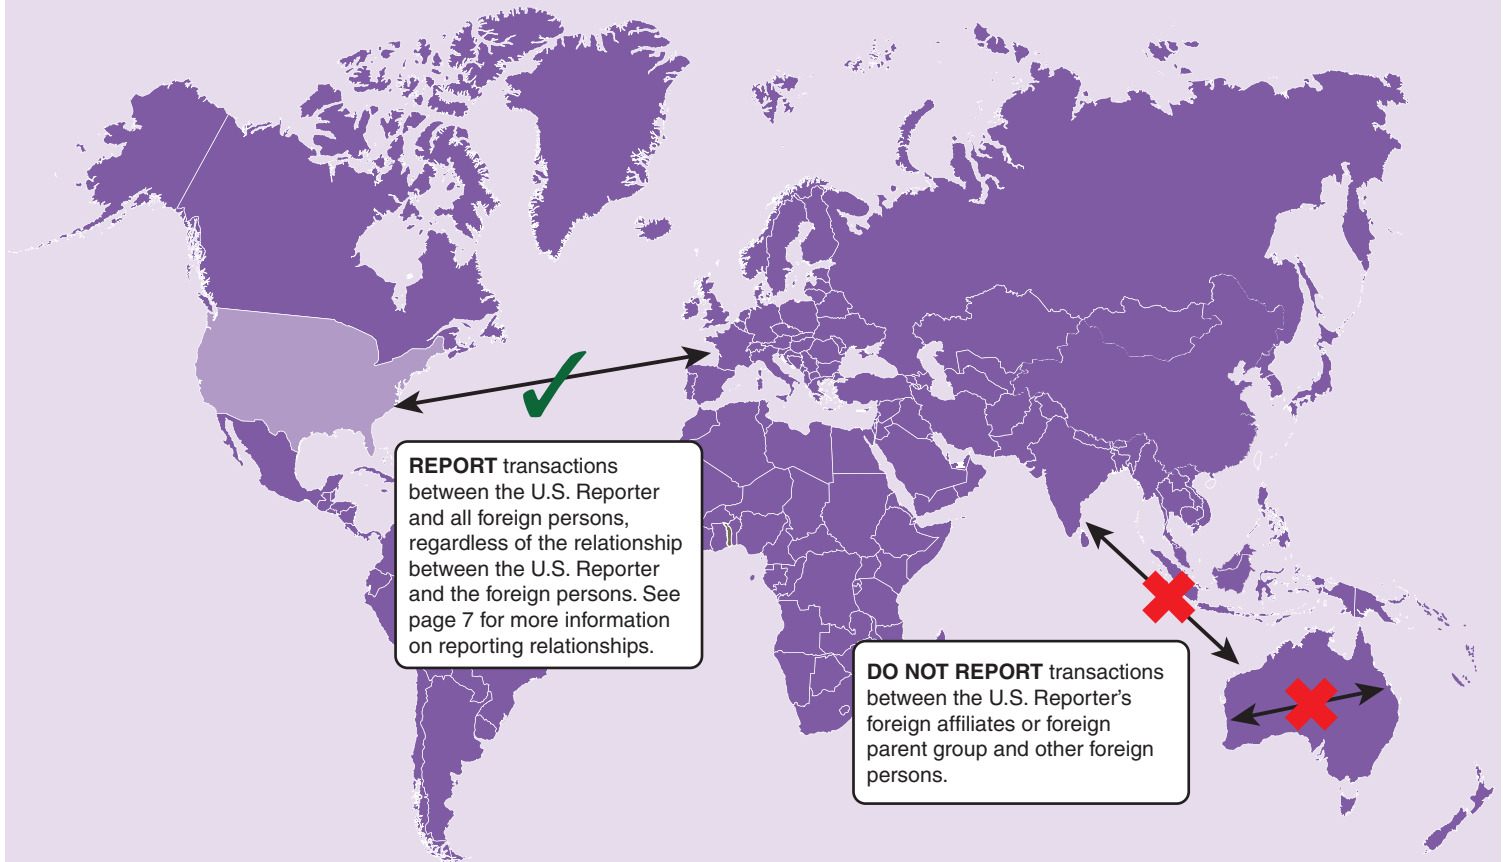 REPORT transactions
between the U.S. Reporter
and all foreign persons,
regardless of the relationship
between the U.S. Reporter
and the foreign persons. See
page 7 for more information
on reporting relationships.
DO NOT REPORT transactions
between the U.S. Reporter’s
foreign affiliates or foreign
parent group and other foreign
persons.